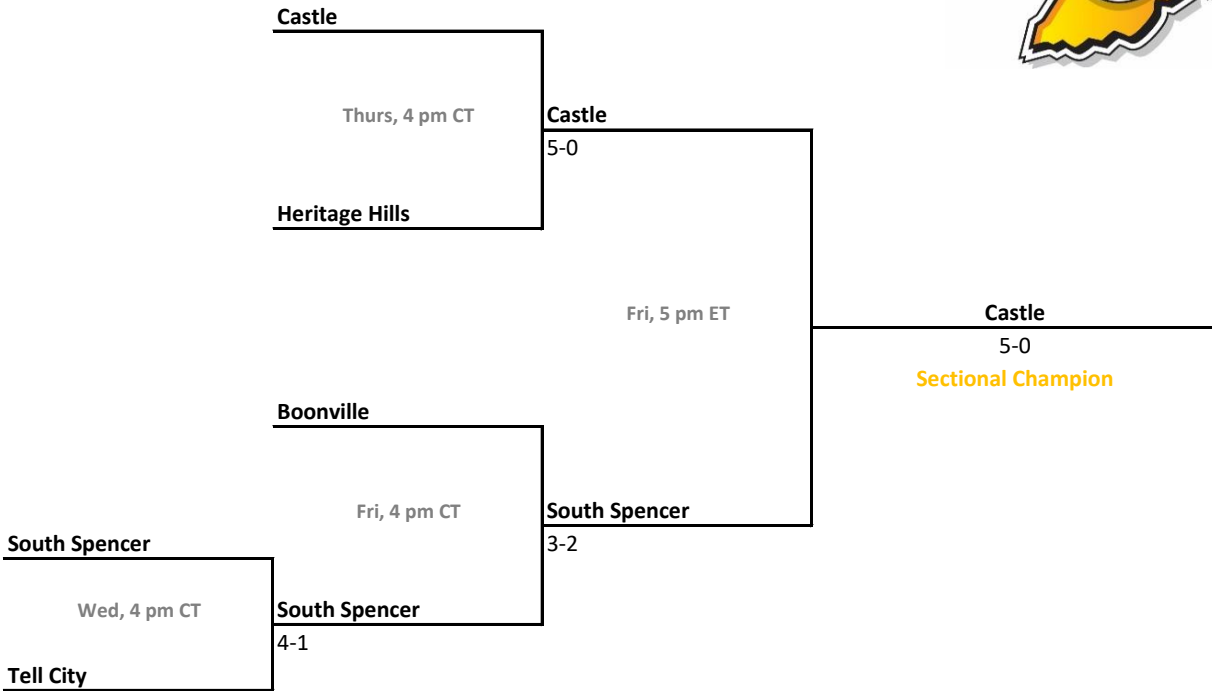 Castle
Thurs, 4 pm CT
Castle
5-0
Heritage Hills
Fri, 5 pm ET
Castle
5-0
Sectional Champion
Boonville
Fri, 4 pm CT
South Spencer
3-2
South Spencer
Wed, 4 pm CT
South Spencer
4-1
Tell City